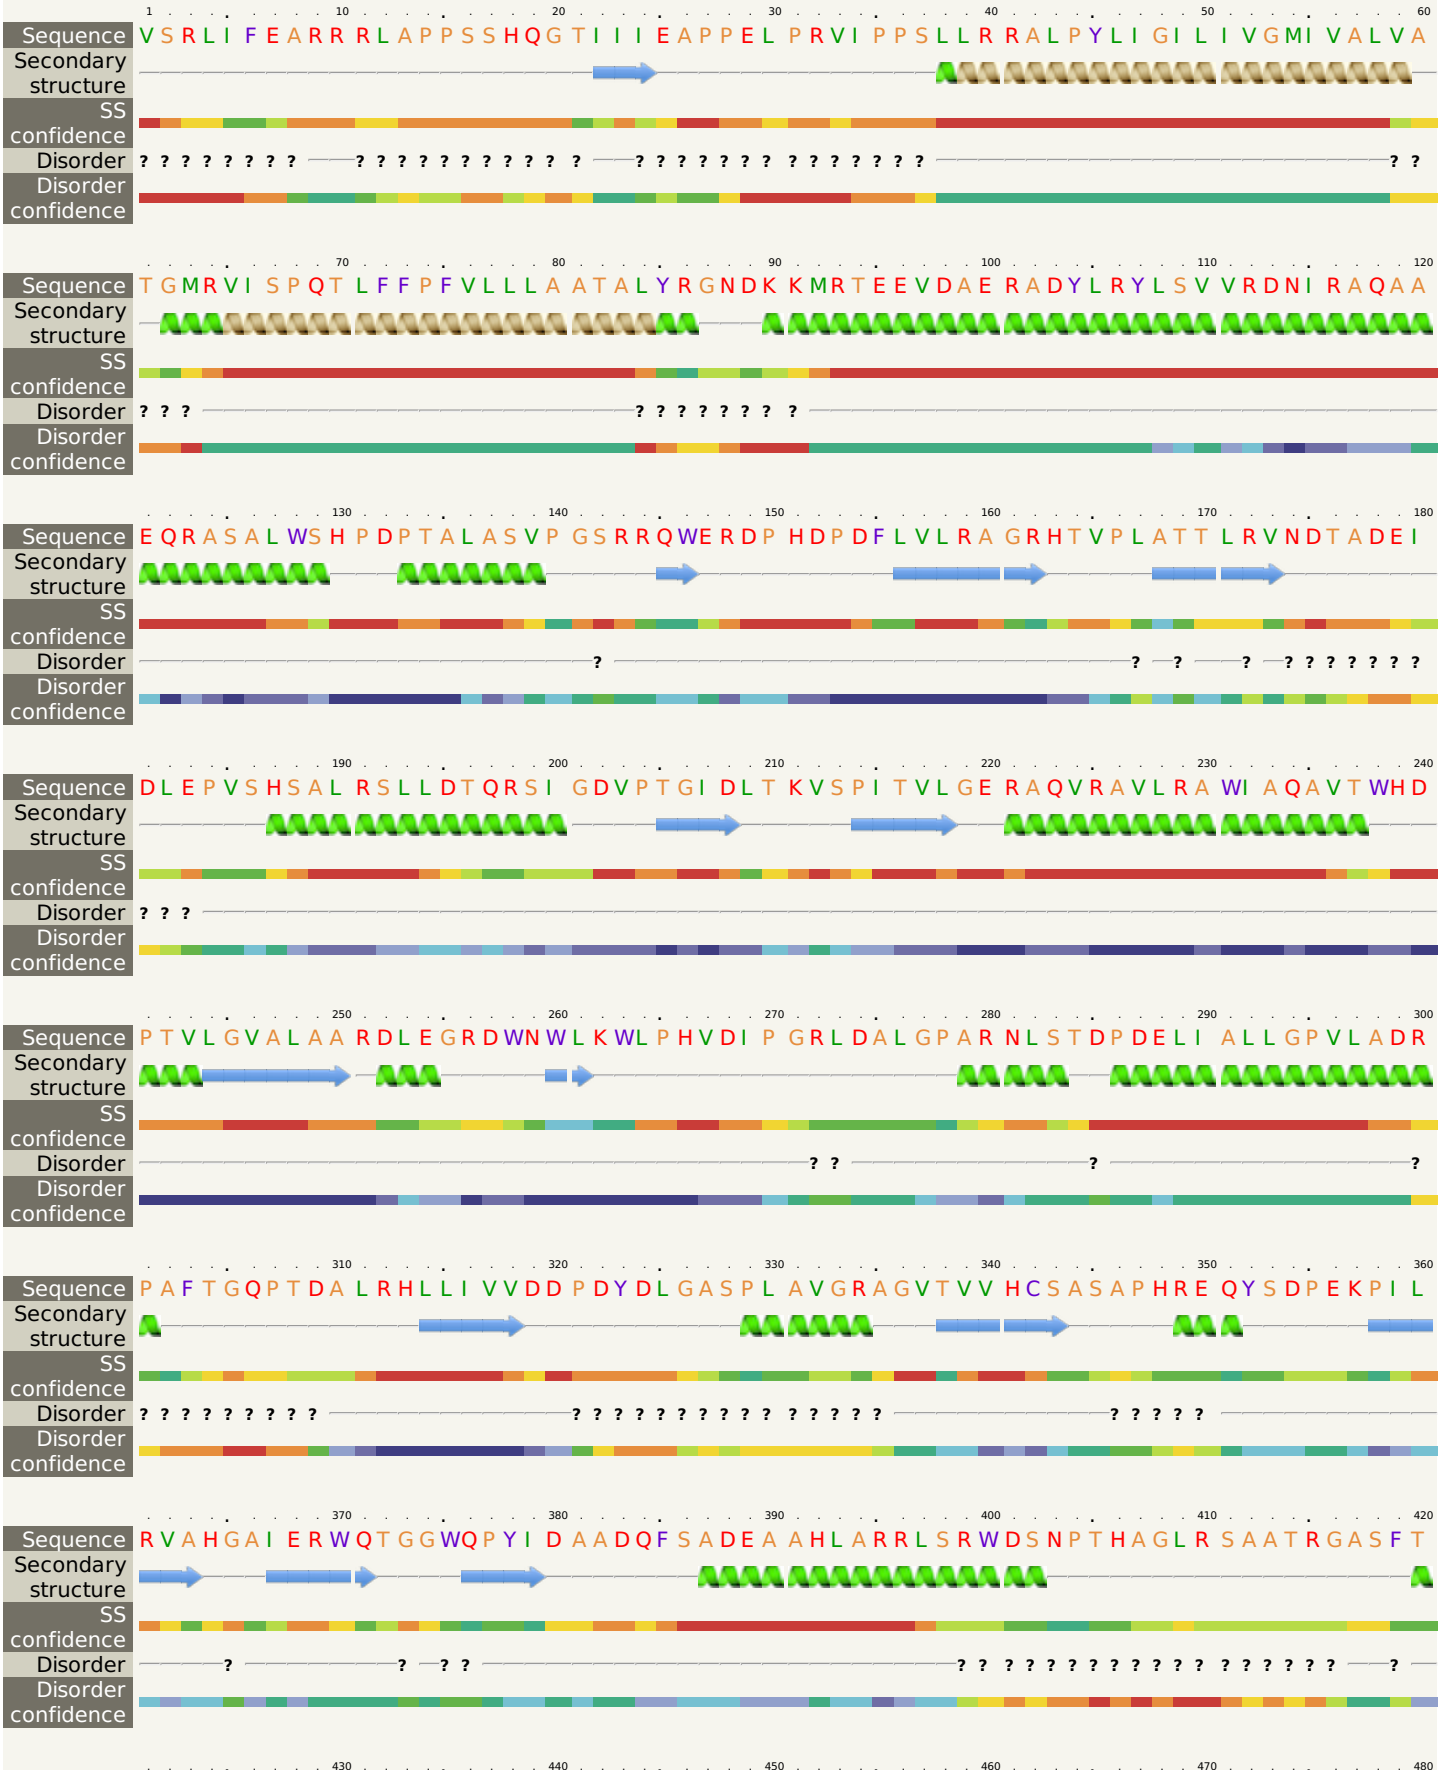 1 10 20 30 40 50 60
Sequence VSRLIFEARRRLAPPSSHQGTIIIEAPPELPRVIPPSLLRRALPYLIGILIVGMIVALVA
Secondary structure
SS confidence
Disorder ? ? ? ? ? ? ? ? ? ? ? ? ? ? ? ? ? ? ? ? ? ? ? ? ? ? ? ? ? ? ? ? ? ? ? ?
Disorder confidence
70 80 90 100 110 120
Sequence TGMRVISPQTLFFPFVLLLAATALYRGNDKKMRTEEVDAERADYLRYLSVVRDNIRAQAA
Secondary structure
SS confidence
Disorder ? ? ? ? ? ? ? ? ? ? ?
Disorder confidence
130 140 150 160 170 180
Sequence EQRASALWSHPDPTALASVPGSRRQWERDPHDPDFLVLRAGRHTVPLATTLRVNDTADEI
Secondary structure
SS confidence
Disorder ? ? ? ? ? ? ? ? ? ? ?
Disorder confidence
190 200 210 220 230 240
Sequence DLEPVSHSALRSLLDTQRSIGDVPTGIDLTKVSPITVLGERAQVRAVLRAWIAQAVTWHD
Secondary structure
SS confidence
Disorder ? ? ?
Disorder confidence
250 260 270 280 290 300
Sequence PTVLGVALAARDLEGRDWNWLKWLPHVDIPGRLDALGPARNLSTDPDELIALLGPVLADR
Secondary structure
SS confidence
Disorder ? ? ? ?
Disorder confidence
310 320 330 340 350 360
Sequence PAFTGQPTDALRHLLIVVDDPDYDLGASPLAVGRAGVTVVHCSASAPHREQYSDPEKPIL
Secondary structure
SS confidence
Disorder ? ? ? ? ? ? ? ? ? ? ? ? ? ? ? ? ? ? ? ? ? ? ? ? ? ? ? ?
Disorder confidence
370 380 390 400 410 420
Sequence RVAHGAIERWQTGGWQPYIDAADQFSADEAAHLARRLSRWDSNPTHAGLRSAATRGASFT
Secondary structure
SS confidence
Disorder ? ? ? ? ? ? ? ? ? ? ? ? ? ? ? ? ? ? ? ? ? ? ?
Disorder confidence
430 440 450 460 470 480